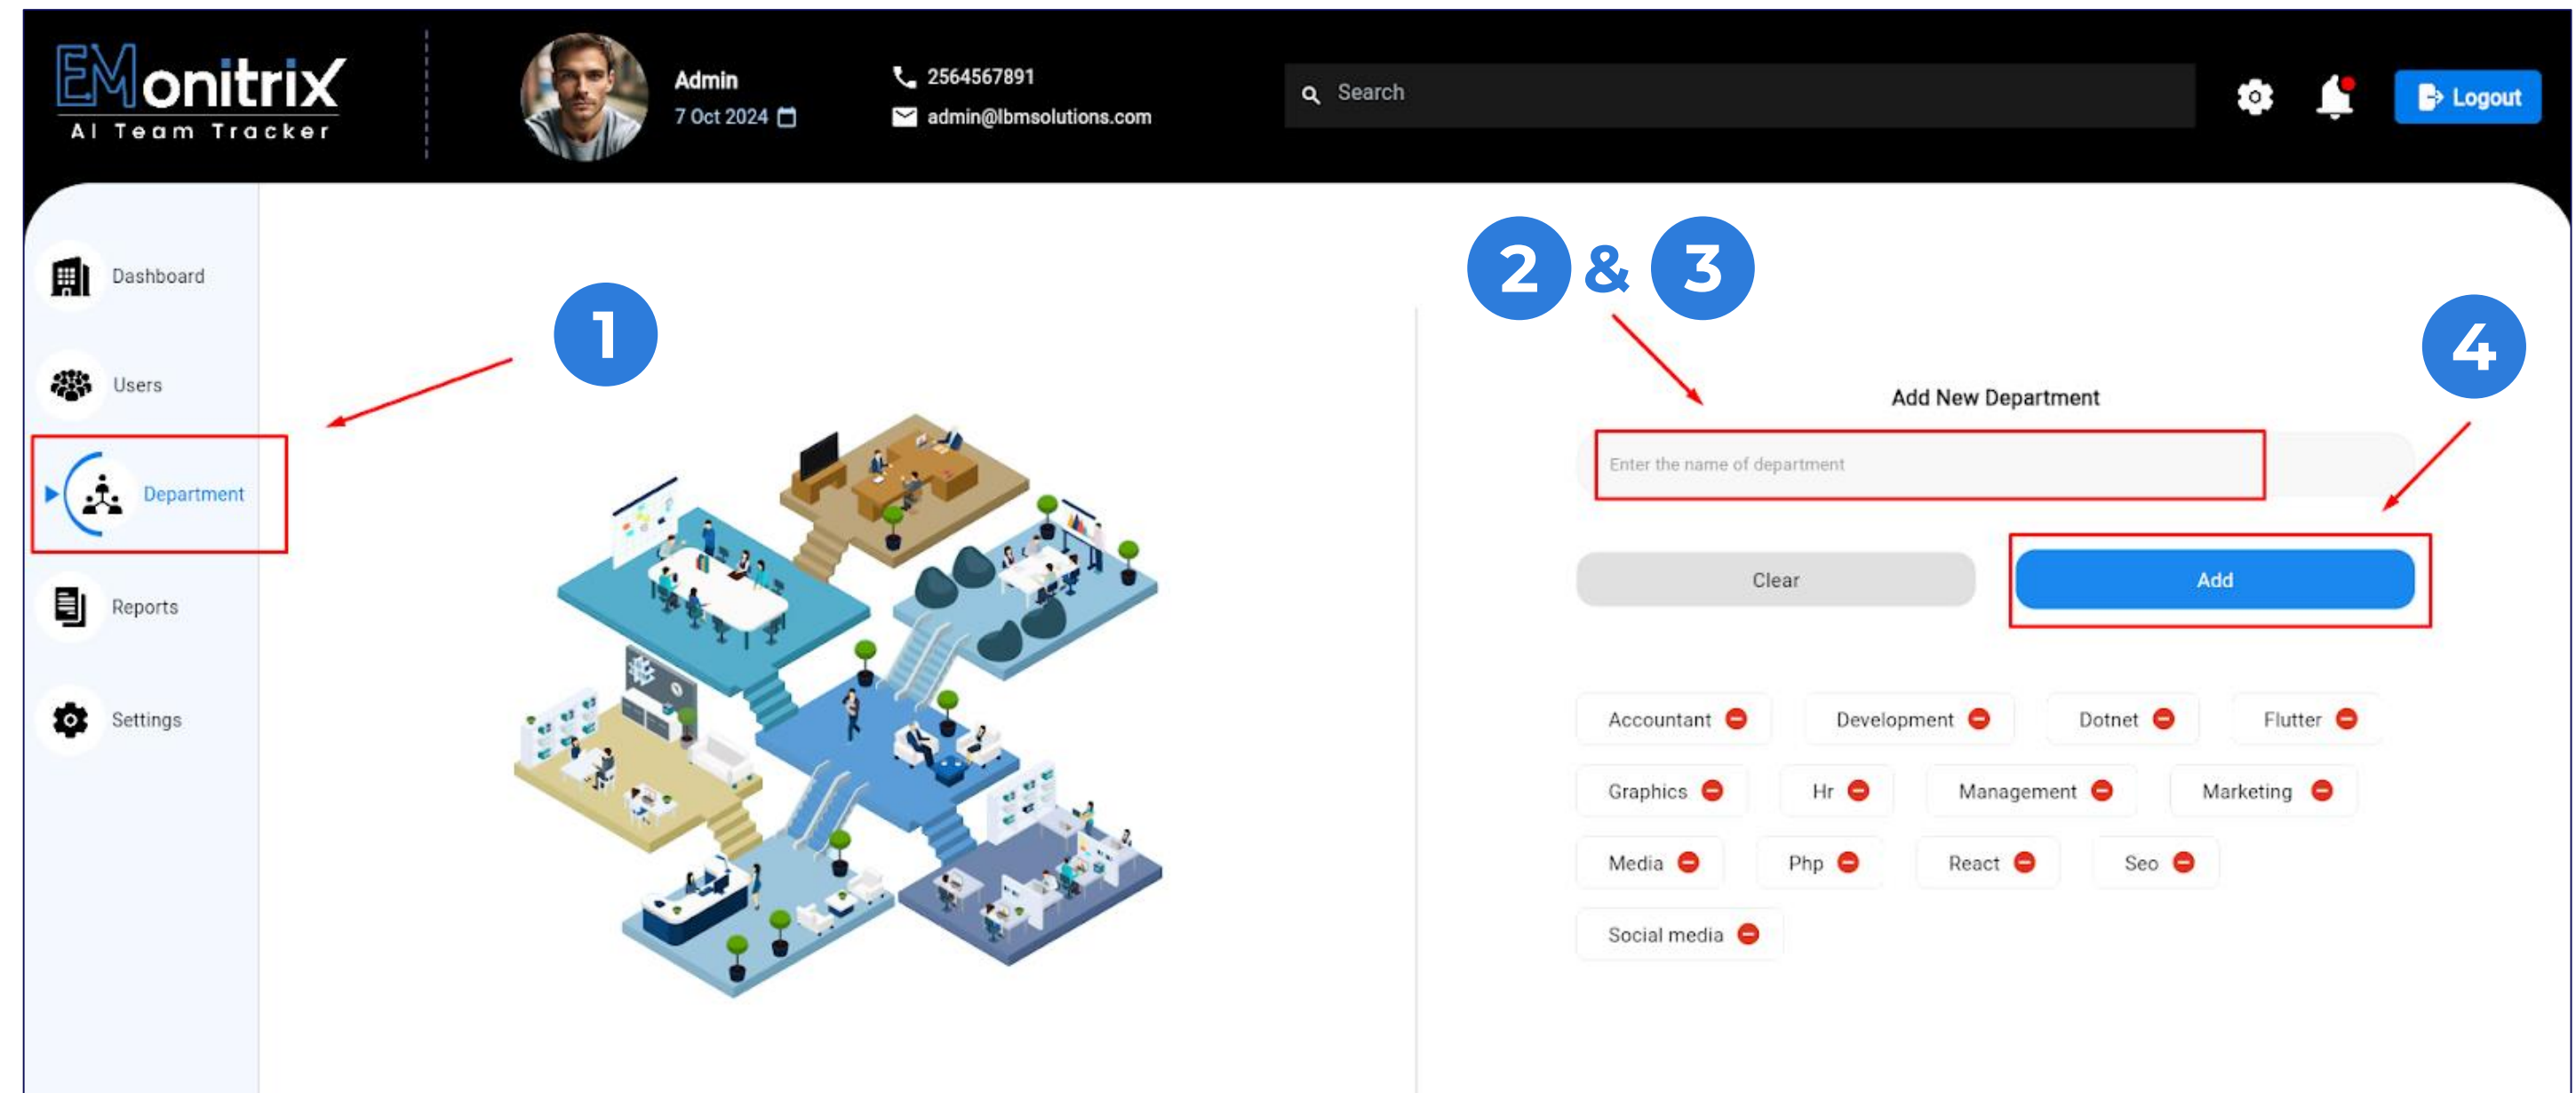 EMonitrix
AI Team Tracker
Admin
7 Oct 2024
2564567891
admin@lbmsolutions.com
Search
Logout
Dashboard
Users
Department
Reports
Settings
1
2 & 3
4
Add New Department
Enter the name of department
Clear
Add
Accountant
Development
Dotnet
Flutter
Graphics
Hr
Management
Marketing
Media
Php
React
Seo
Social media